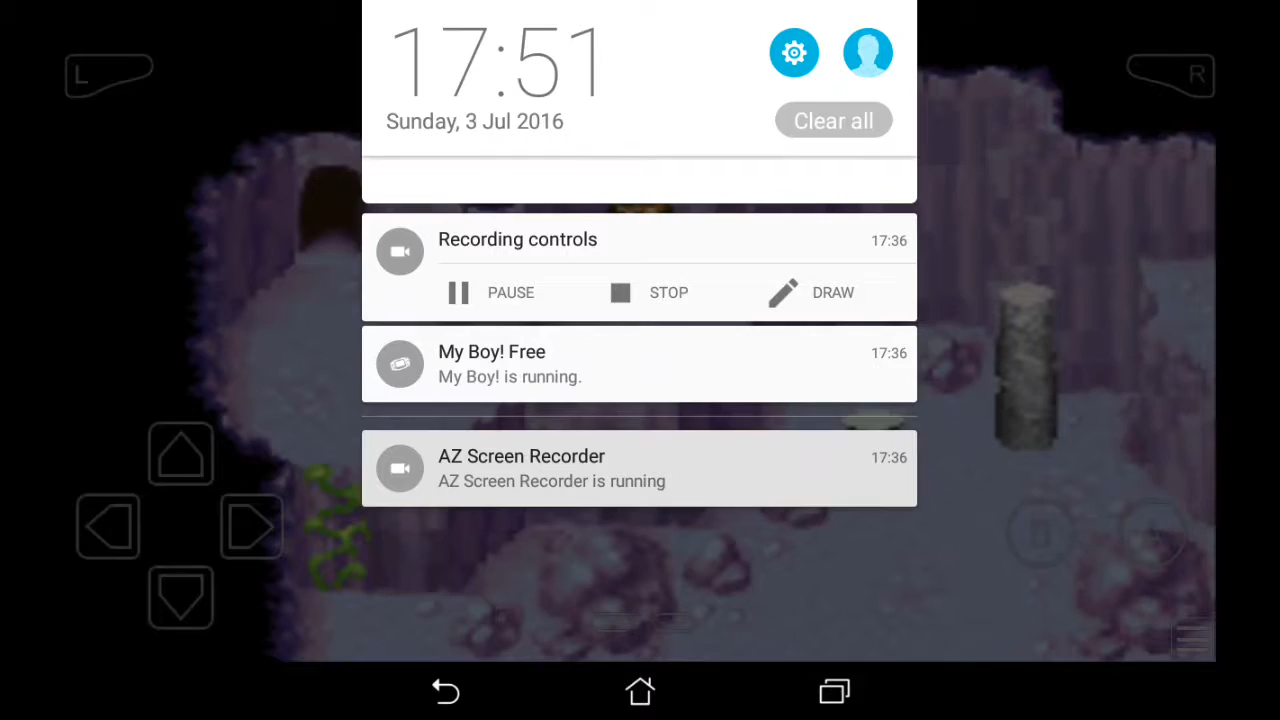 17:51
Sunday, 3 Jul 2016
Clear all
L
R
Recording controls
17:36
PAUSE
STOP
DRAW
My Boy! Free
17:36
My Boy! is running.
AZ Screen Recorder
17:36
AZ Screen Recorder is running